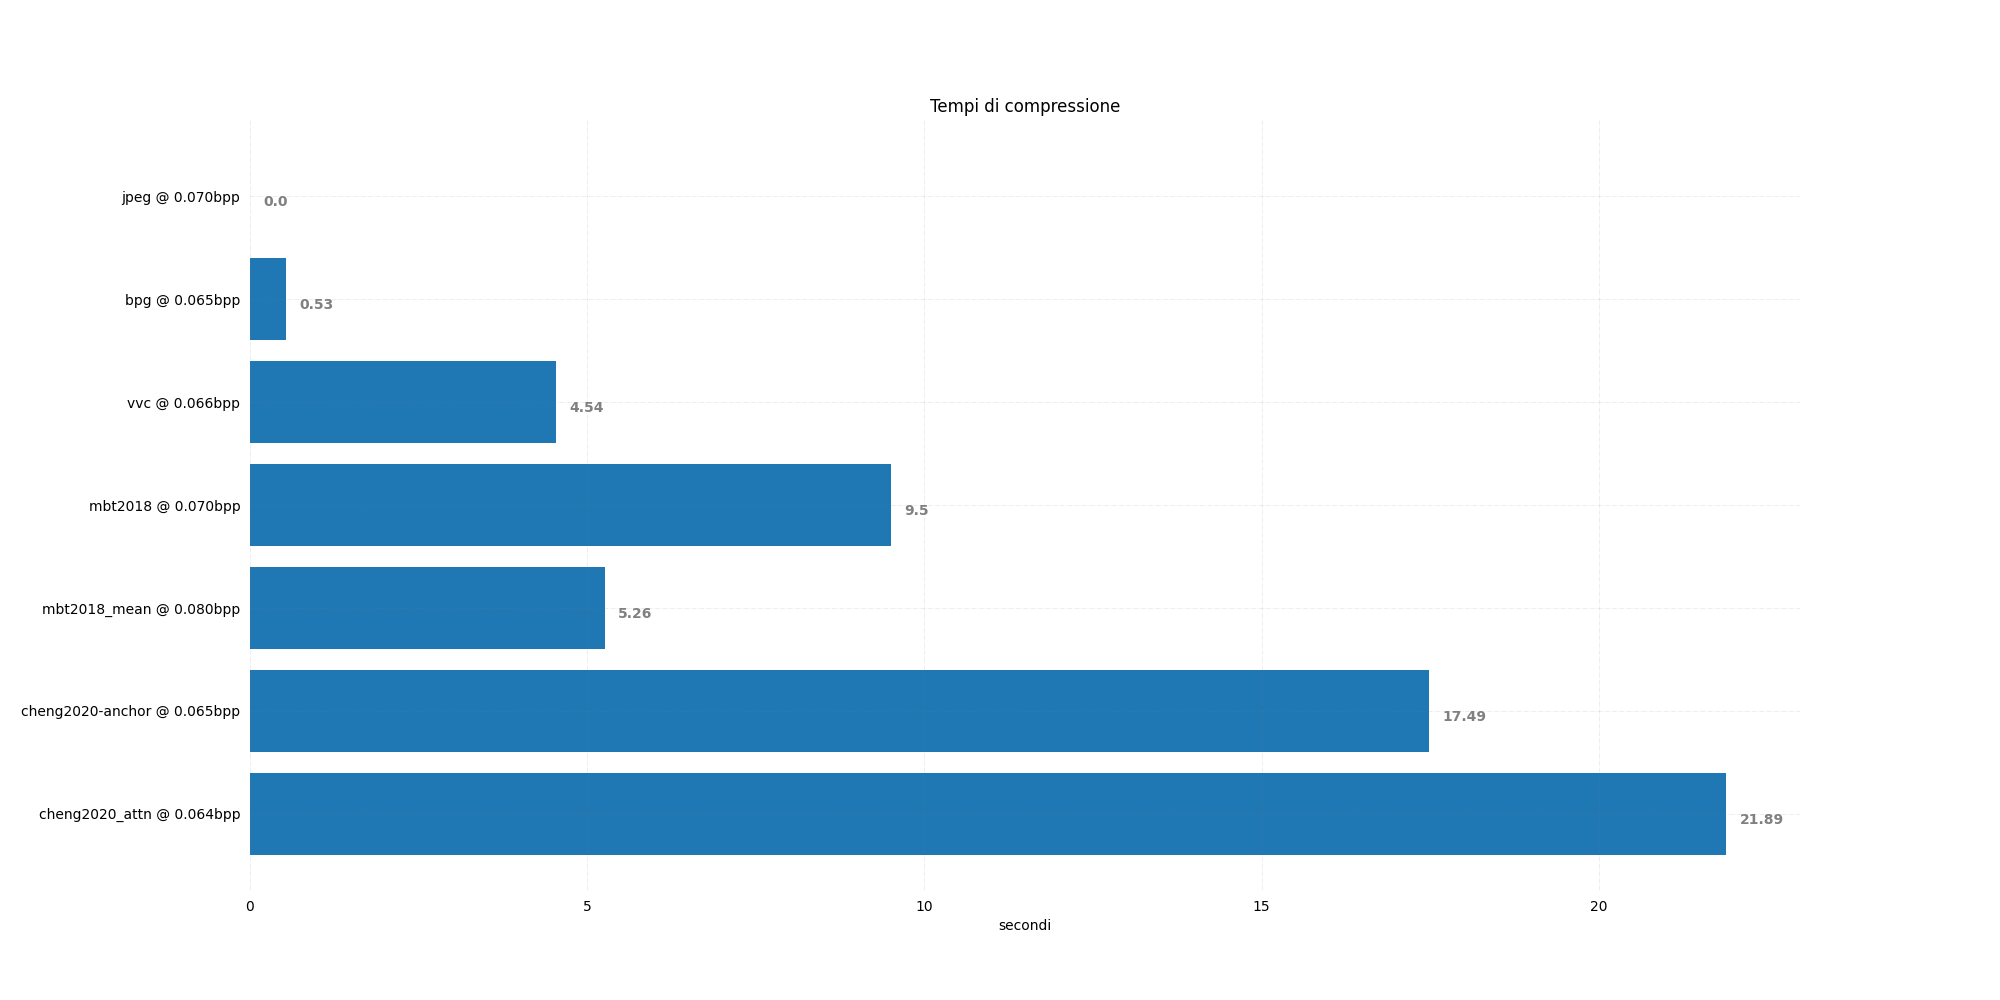 Tempi di compressione
jpeg @ 0.070bpp
0.0
bpg @ 0.065bpp
0.53
vvc @ 0.066bpp
4.54
mbt2018 @ 0.070bpp
9.5
mbt2018_mean @ 0.080bpp
5.26
cheng2020-anchor @ 0.065bpp
17.49
cheng2020_attn @ 0.064bpp
21.89
0 5 10 15 20
secondi